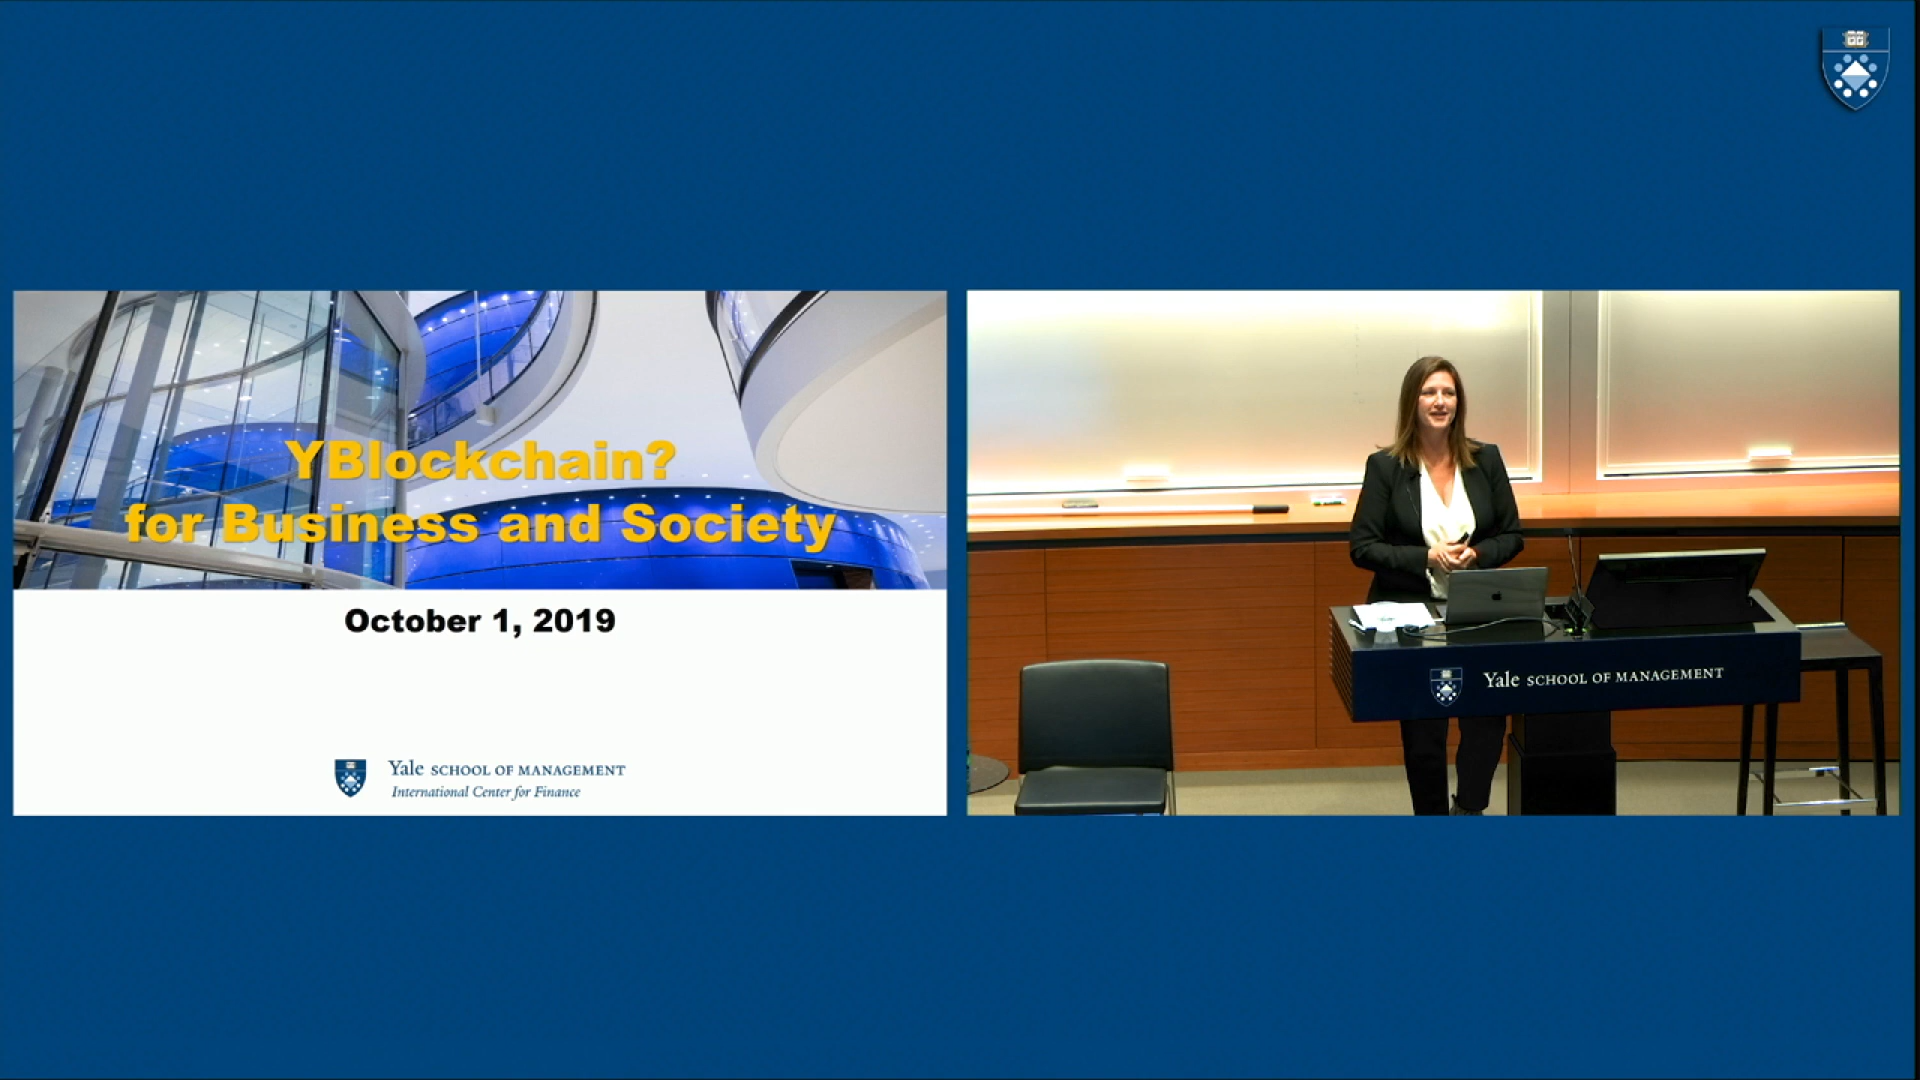 YBlockchain?
for Business and Society
October 1, 2019
Yale SCHOOL OF MANAGEMENT
International Center for Finance
Yale SCHOOL OF MANAGEMENT